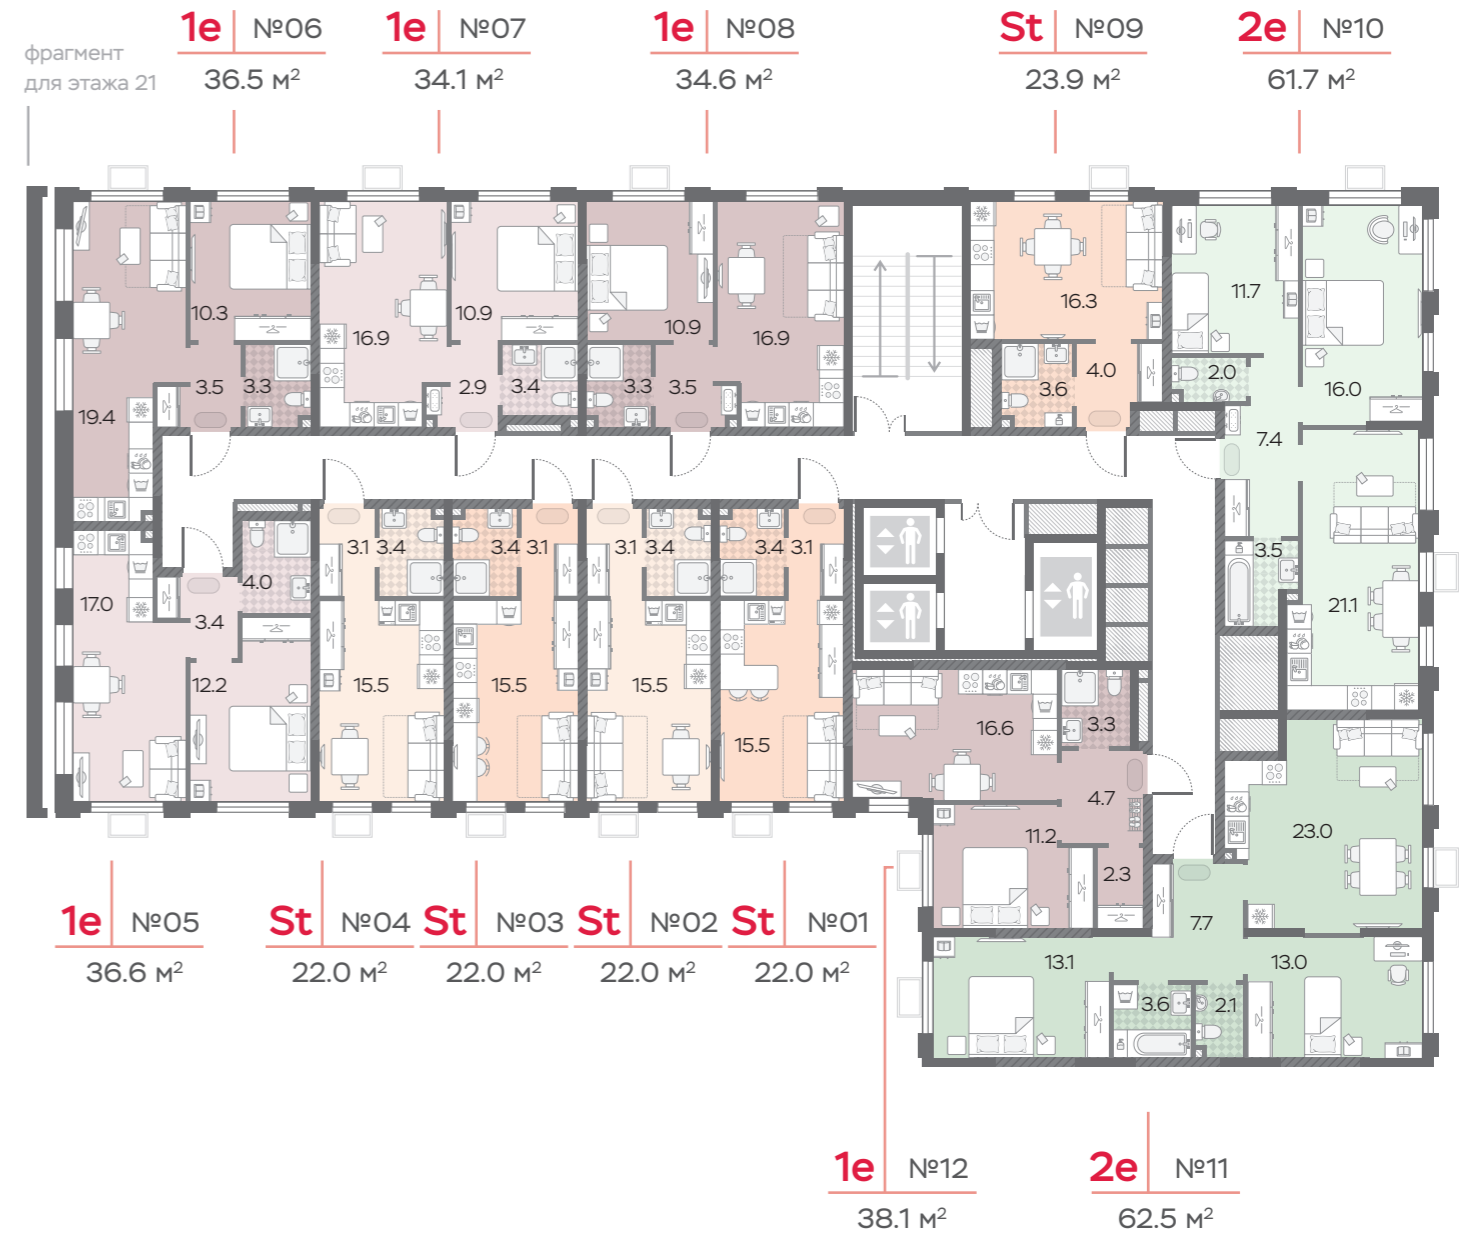 фрагмент
для этажа 21
1e №06
36.5 м²
1e №07
34.1 м²
1e №08
34.6 м²
St №09
23.9 м²
2e №10
61.7 м²
10.3
3.5
3.3
19.4
16.9
10.9
2.9
3.4
10.9
16.9
3.3
3.5
16.3
3.6
4.0
11.7
2.0
16.0
7.4
3.5
21.1
17.0
4.0
3.4
12.2
3.1
3.4
15.5
3.4
3.1
15.5
3.1
3.4
15.5
3.4
3.1
15.5
16.6
3.3
4.7
11.2
2.3
23.0
7.7
13.1
3.6
2.1
13.0
1e №05
36.6 м²
St №04
22.0 м²
St №03
22.0 м²
St №02
22.0 м²
St №01
22.0 м²
1e №12
38.1 м²
2e №11
62.5 м²